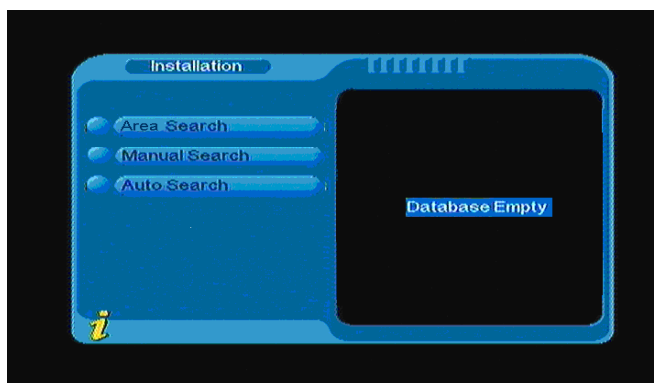 Installation
Area Search
Manual Search
Auto Search
Database Empty
i